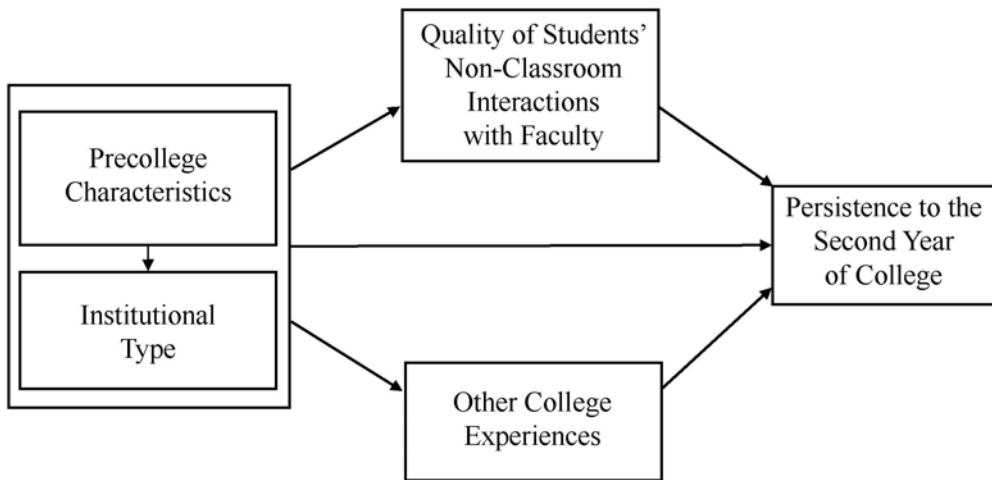 Quality of Students’
Non-Classroom
Interactions
with Faculty
Precollege
Characteristics
Institutional
Type
Persistence to the
Second Year
of College
Other College
Experiences